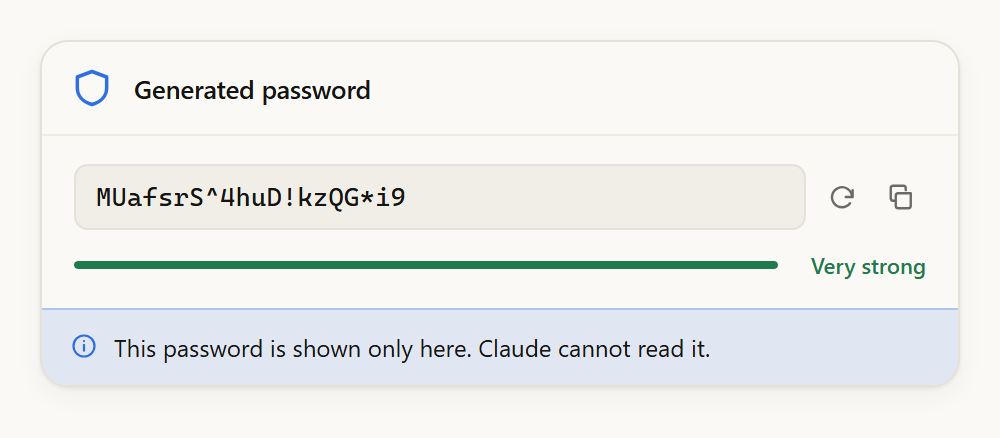 Generated password
MUafsrS^4huD!kzQG*i9
Very strong
This password is shown only here. Claude cannot read it.